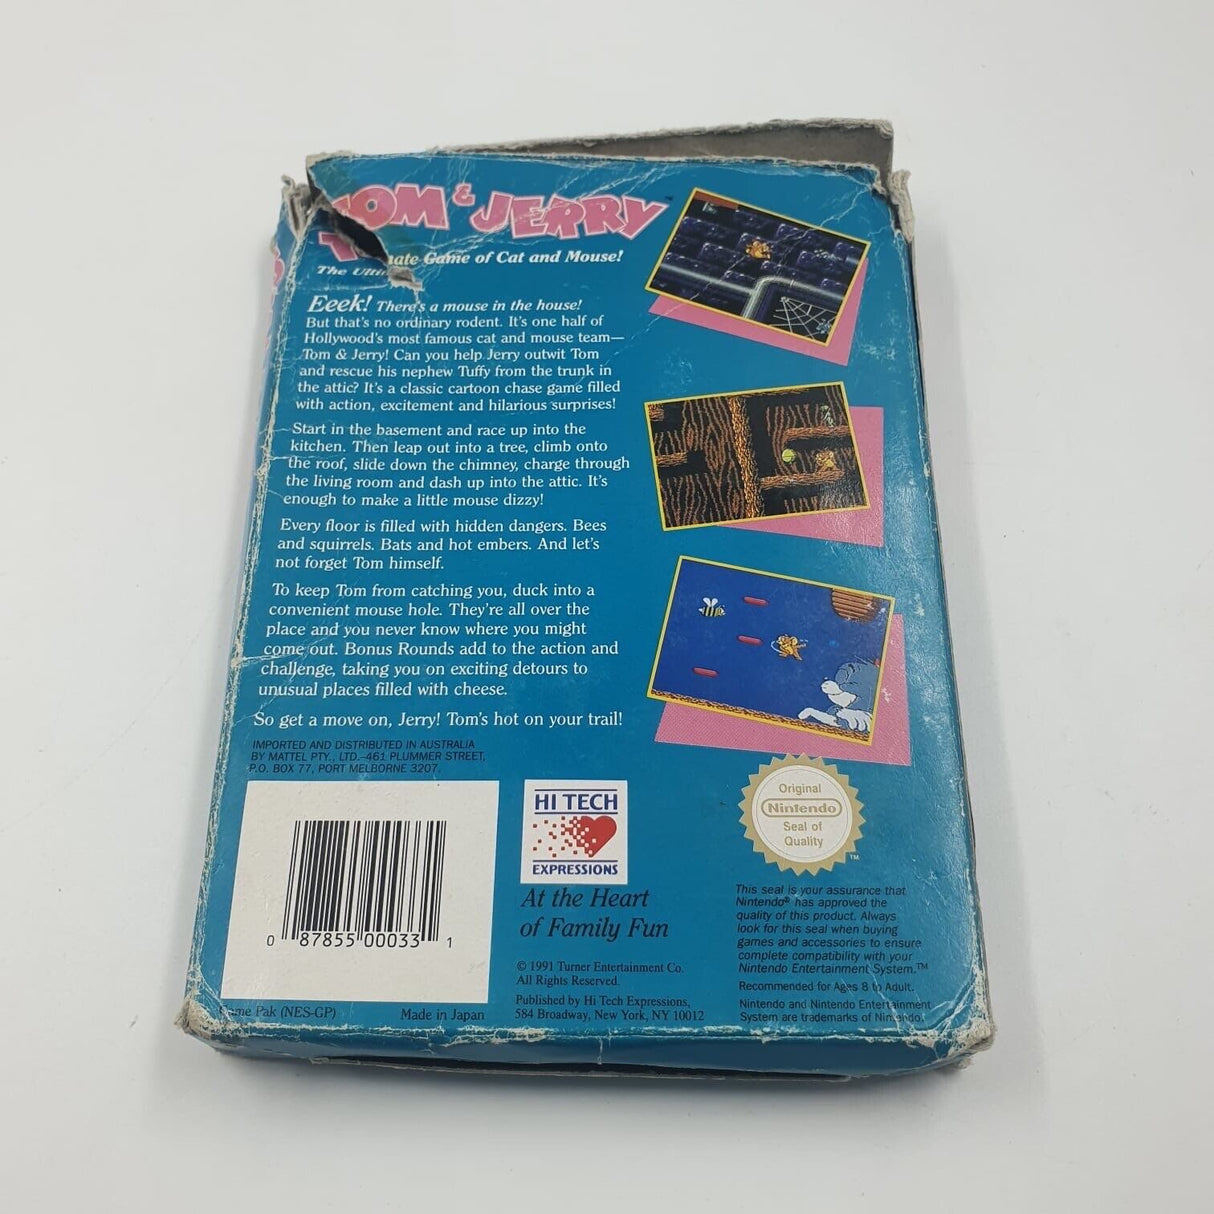 TOM & JERRY™
The Ulti mate Game of Cat and Mouse!
Eeek! There's a mouse in the house!
But that's no ordinary rodent. It's one half of
Hollywood's most famous cat and mouse team—
Tom & Jerry! Can you help Jerry outwit Tom
and rescue his nephew Tuffy from the trunk in
the attic? It's a classic cartoon chase game filled
with action, excitement and hilarious surprises!
Start in the basement and race up into the
kitchen. Then leap out into a tree, climb onto
the roof, slide down the chimney, charge through
the living room and dash up into the attic. It's
enough to make a little mouse dizzy!
Every floor is filled with hidden dangers. Bees
and squirrels. Bats and hot embers. And let's
not forget Tom himself.
To keep Tom from catching you, duck into a
convenient mouse hole. They're all over the
place and you never know where you might
come out. Bonus Rounds add to the action and
challenge, taking you on exciting detours to
unusual places filled with cheese.
So get a move on, Jerry! Tom's hot on your trail!
IMPORTED AND DISTRIBUTED IN AUSTRALIA
BY MATTEL PTY., LTD.–461 PLUMMER STREET,
P.O. BOX 77, PORT MELBORNE 3207.
0 87855 00033 1
Game Pak (NES-GP)
Made in Japan
HI TECH
EXPRESSIONS
At the Heart
of Family Fun
© 1991 Turner Entertainment Co.
All Rights Reserved.
Published by Hi Tech Expressions,
584 Broadway, New York, NY 10012
Original
Nintendo
Seal of
Quality
TM
This seal is your assurance that
Nintendo® has approved the
quality of this product. Always
look for this seal when buying
games and accessories to ensure
complete compatibility with your
Nintendo Entertainment System.™
Recommended for Ages 8 to Adult.
Nintendo and Nintendo Entertainment
System are trademarks of Nintendo.